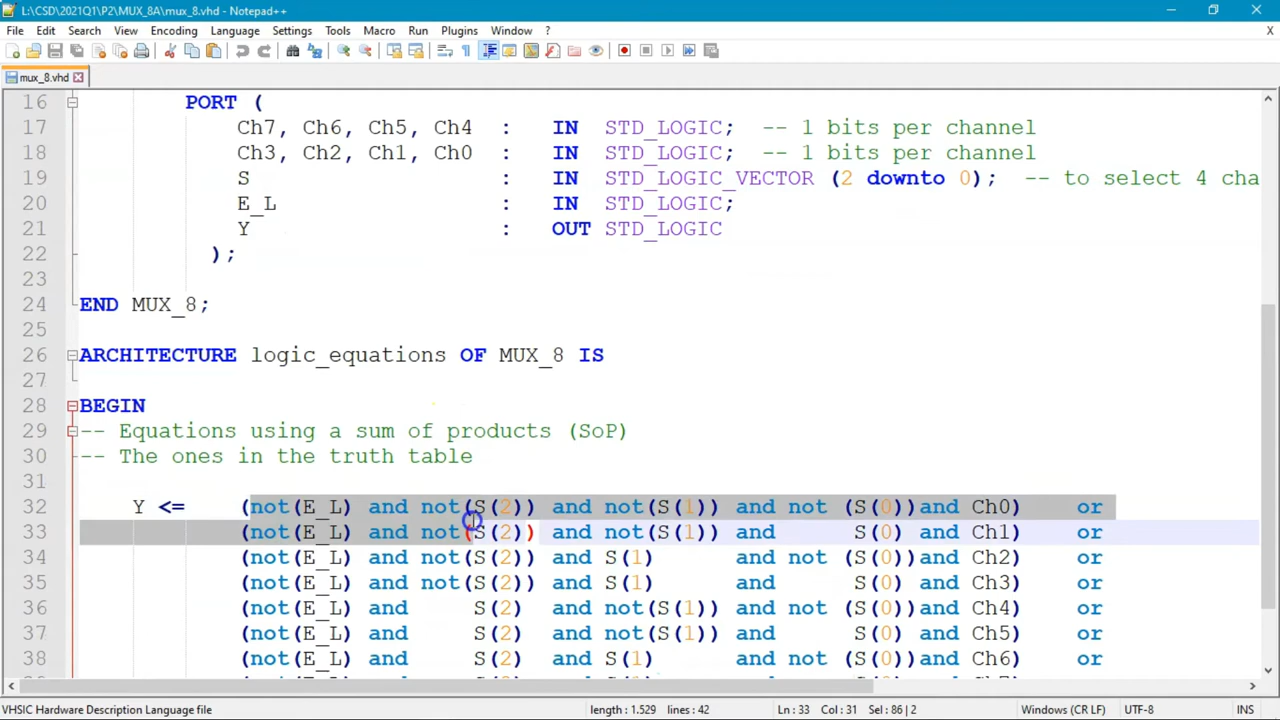 L:\CSD\2021Q1\P2\MUX_8A\mux_8.vhd - Notepad++
File Edit Search View Encoding Language Settings Tools Macro Run Plugins Window ? X
mux_8.vhd
16 PORT (
17 Ch7, Ch6, Ch5, Ch4 : IN STD_LOGIC; -- 1 bits per channel
18 Ch3, Ch2, Ch1, Ch0 : IN STD_LOGIC; -- 1 bits per channel
19 S : IN STD_LOGIC_VECTOR (2 downto 0); -- to select 4 cha
20 E_L : IN STD_LOGIC;
21 Y : OUT STD_LOGIC
22 );
23
24 END MUX_8;
25
26 ARCHITECTURE logic_equations OF MUX_8 IS
27
28 BEGIN
29 -- Equations using a sum of products (SoP)
30 -- The ones in the truth table
31
32 Y <= (not(E_L) and not(S(2)) and not(S(1)) and not (S(0))and Ch0) or
33 (not(E_L) and not(S(2)) and not(S(1)) and S(0) and Ch1) or
34 (not(E_L) and not(S(2)) and S(1) and not (S(0))and Ch2) or
35 (not(E_L) and not(S(2)) and S(1) and S(0) and Ch3) or
36 (not(E_L) and S(2) and not(S(1)) and not (S(0))and Ch4) or
37 (not(E_L) and S(2) and not(S(1)) and S(0) and Ch5) or
38 (not(E_L) and S(2) and S(1) and not (S(0))and Ch6) or
VHSIC Hardware Description Language file length : 1.529 lines : 42 Ln : 33 Col : 31 Sel : 86 | 2 Windows (CR LF) UTF-8 INS